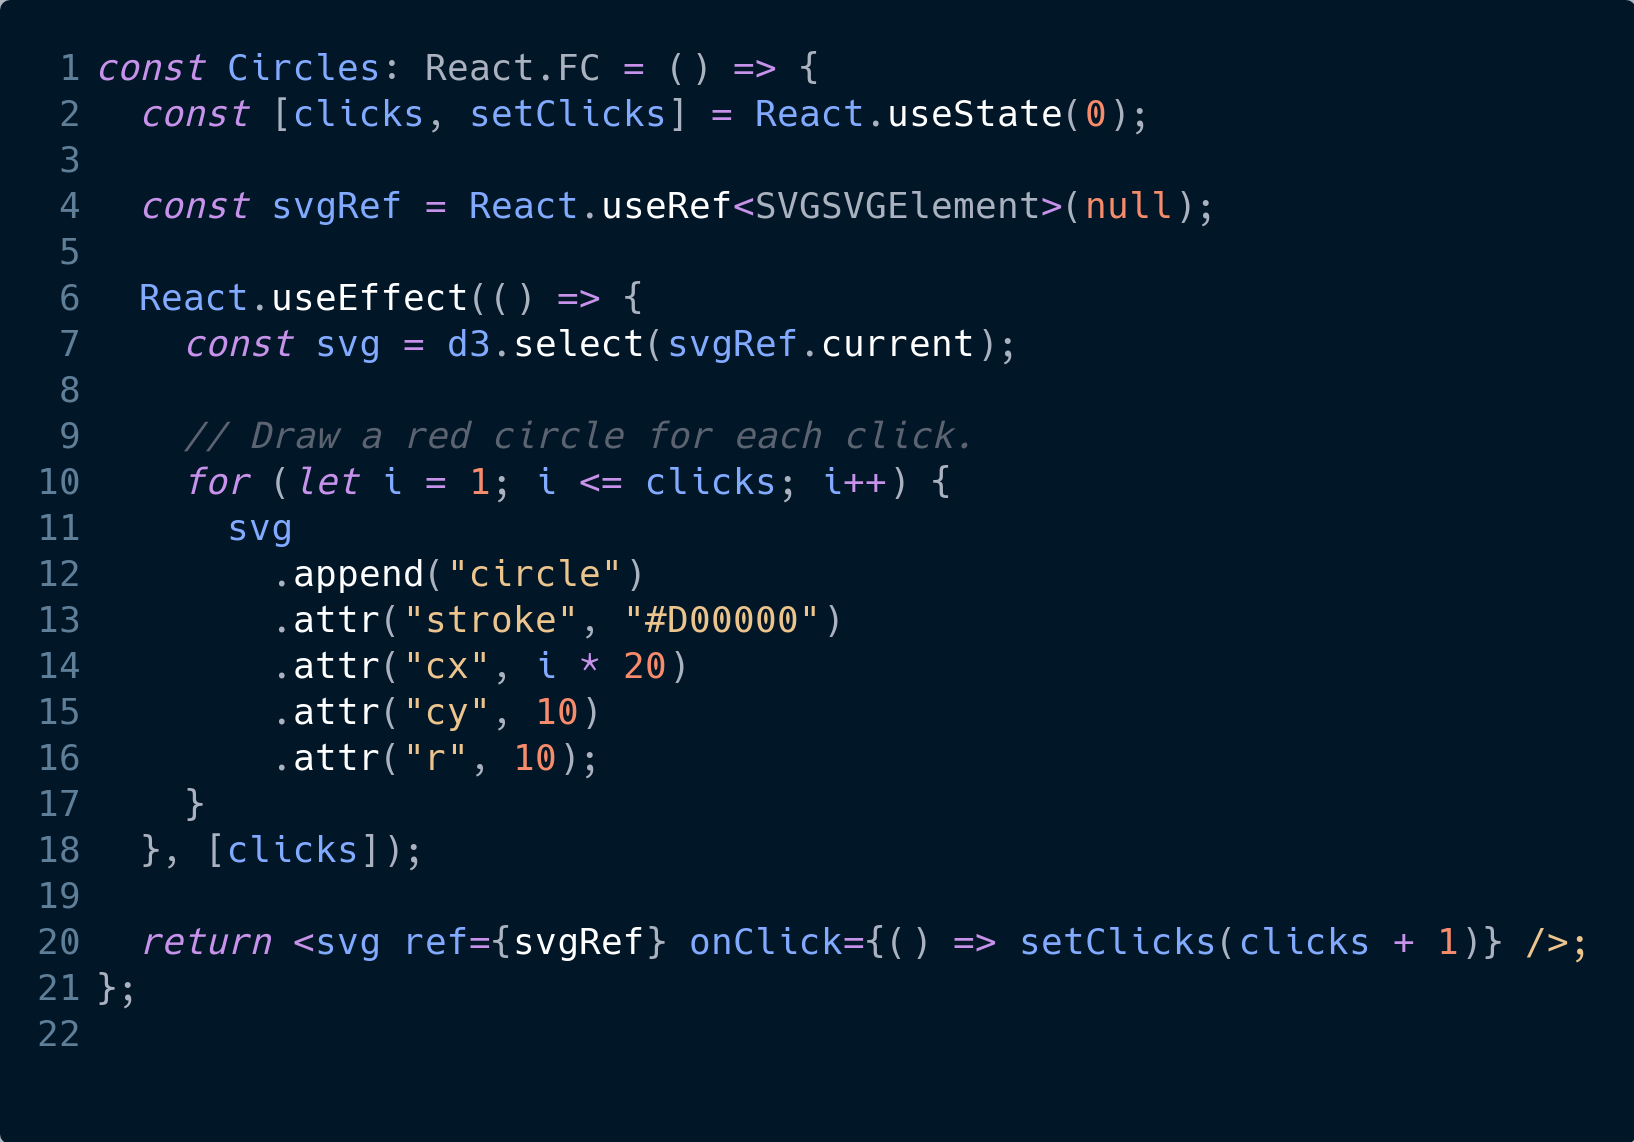 1 const Circles: React.FC = () => {
2   const [clicks, setClicks] = React.useState(0);
3
4   const svgRef = React.useRef<SVGSVGElement>(null);
5
6   React.useEffect(() => {
7     const svg = d3.select(svgRef.current);
8
9     // Draw a red circle for each click.
10     for (let i = 1; i <= clicks; i++) {
11       svg
12         .append("circle")
13         .attr("stroke", "#D00000")
14         .attr("cx", i * 20)
15         .attr("cy", 10)
16         .attr("r", 10);
17     }
18   }, [clicks]);
19
20   return <svg ref={svgRef} onClick={() => setClicks(clicks + 1)} />;
21 };
22